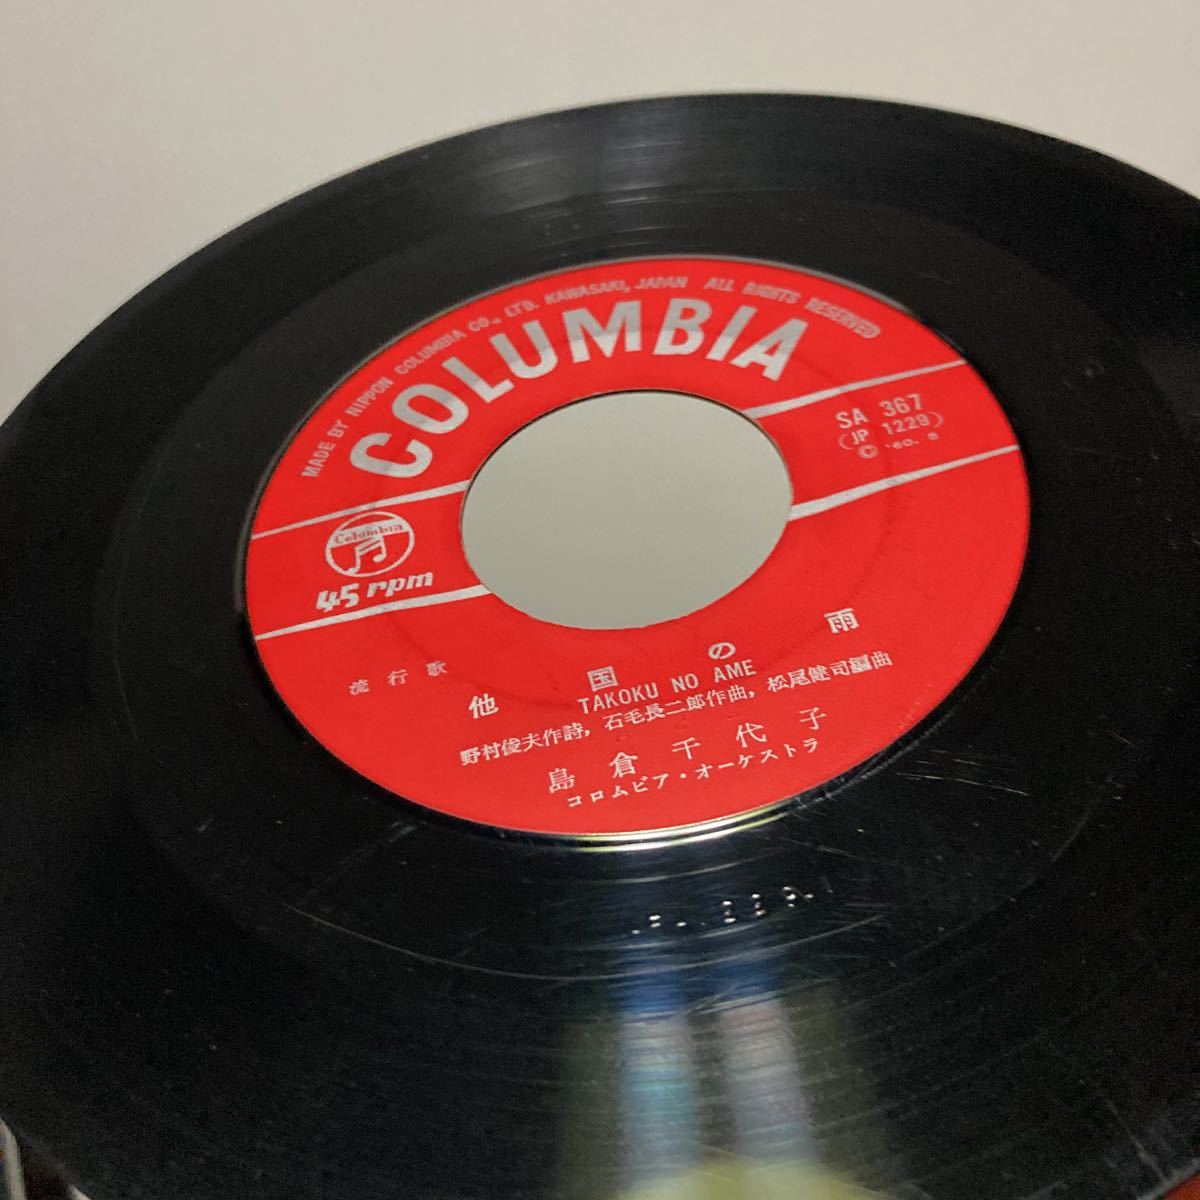 MADE BY NIPPON COLUMBIA CO., LTD. KAWASAKI, JAPAN ALL RIGHTS RESERVED
COLUMBIA
SA 367
(JP 1229)
Ⓒ '60. 8
Columbia
45 rpm
流行歌
他国の雨
TAKOKU NO AME
野村俊夫作詩, 石毛長二郎作曲, 松尾健司編曲
島倉千代子
コロムビア・オーケストラ